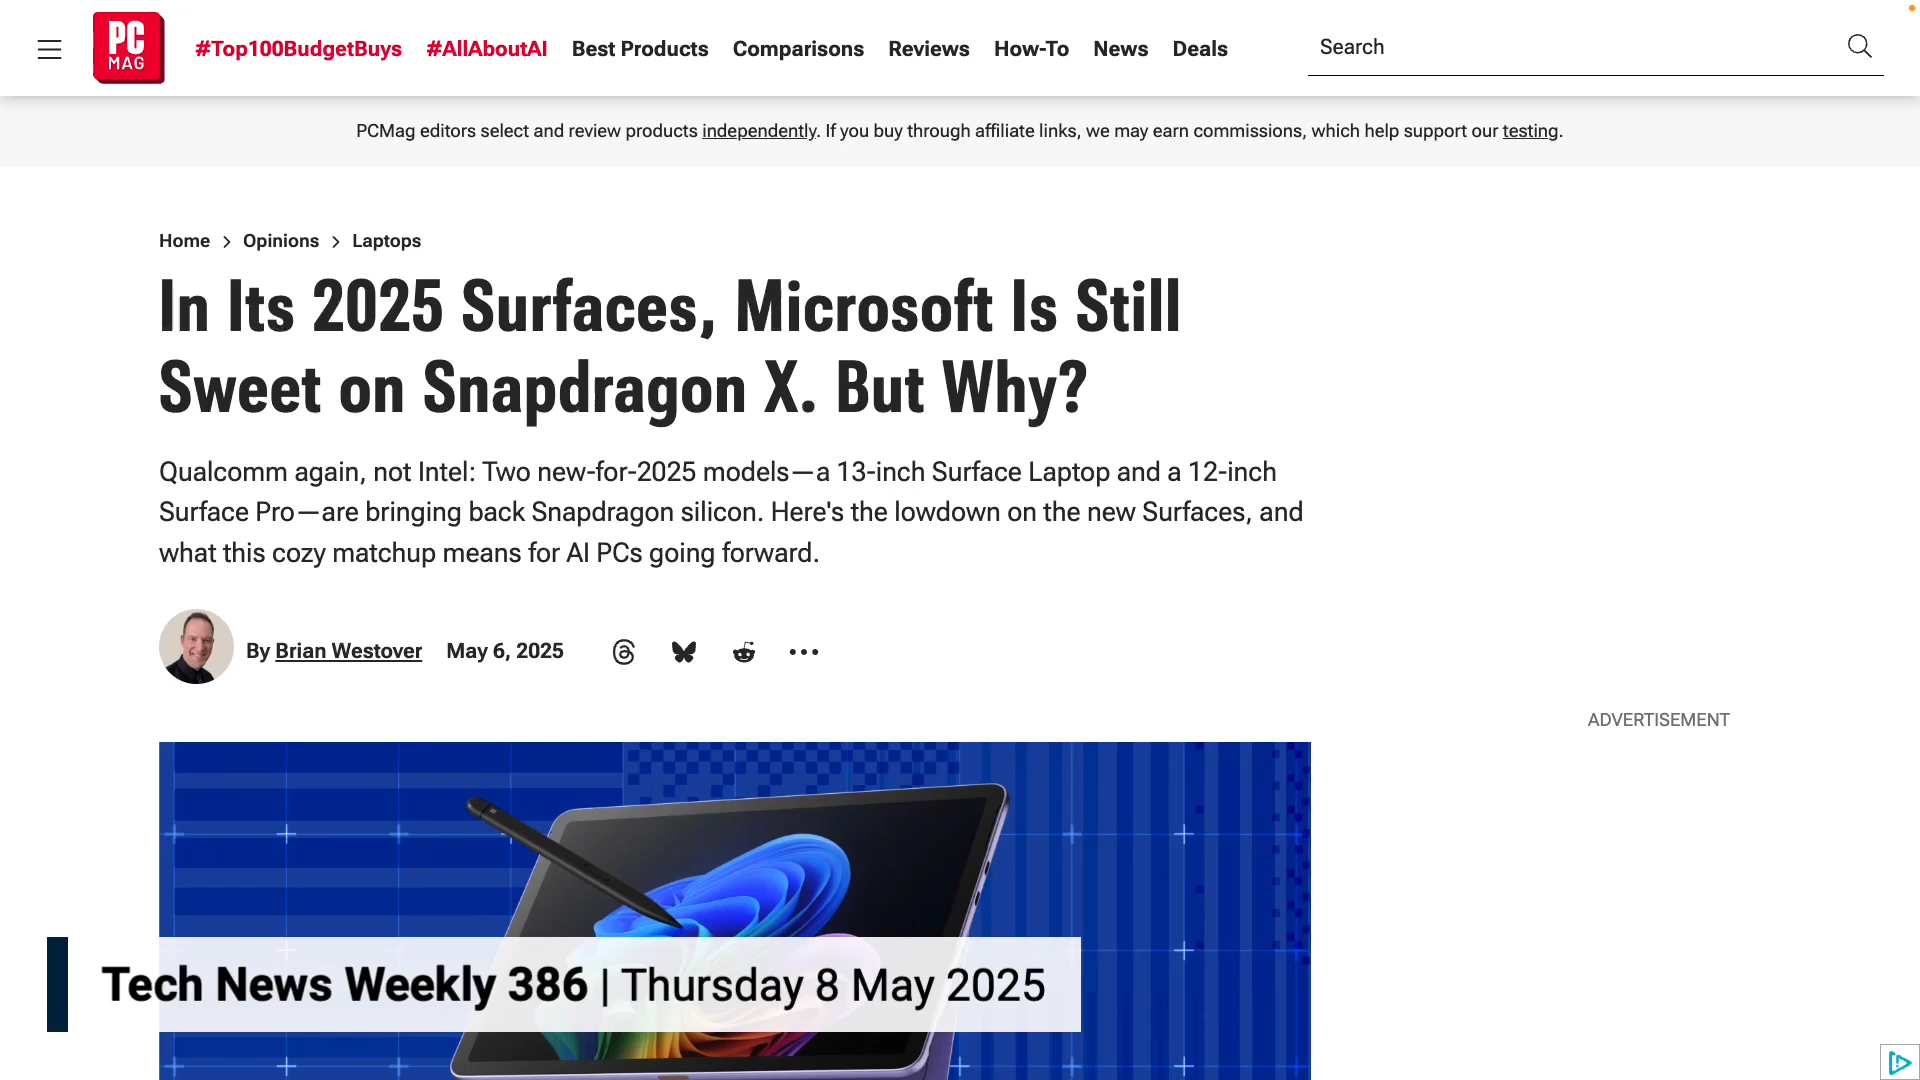 PC
MAG
#Top100BudgetBuys #AllAboutAI Best Products Comparisons Reviews How-To News Deals
Search
PCMag editors select and review products independently. If you buy through affiliate links, we may earn commissions, which help support our testing.
Home > Opinions > Laptops
In Its 2025 Surfaces, Microsoft Is Still
Sweet on Snapdragon X. But Why?
Qualcomm again, not Intel: Two new-for-2025 models—a 13-inch Surface Laptop and a 12-inch
Surface Pro—are bringing back Snapdragon silicon. Here's the lowdown on the new Surfaces, and
what this cozy matchup means for AI PCs going forward.
By Brian Westover May 6, 2025
ADVERTISEMENT
Tech News Weekly 386 | Thursday 8 May 2025